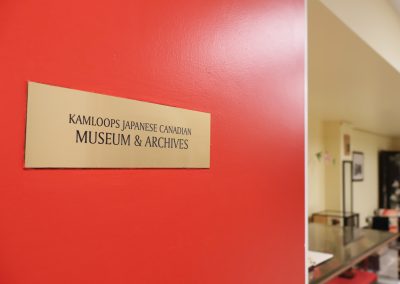 KAMLOOPS JAPANESE CANADIAN
MUSEUM & ARCHIVES